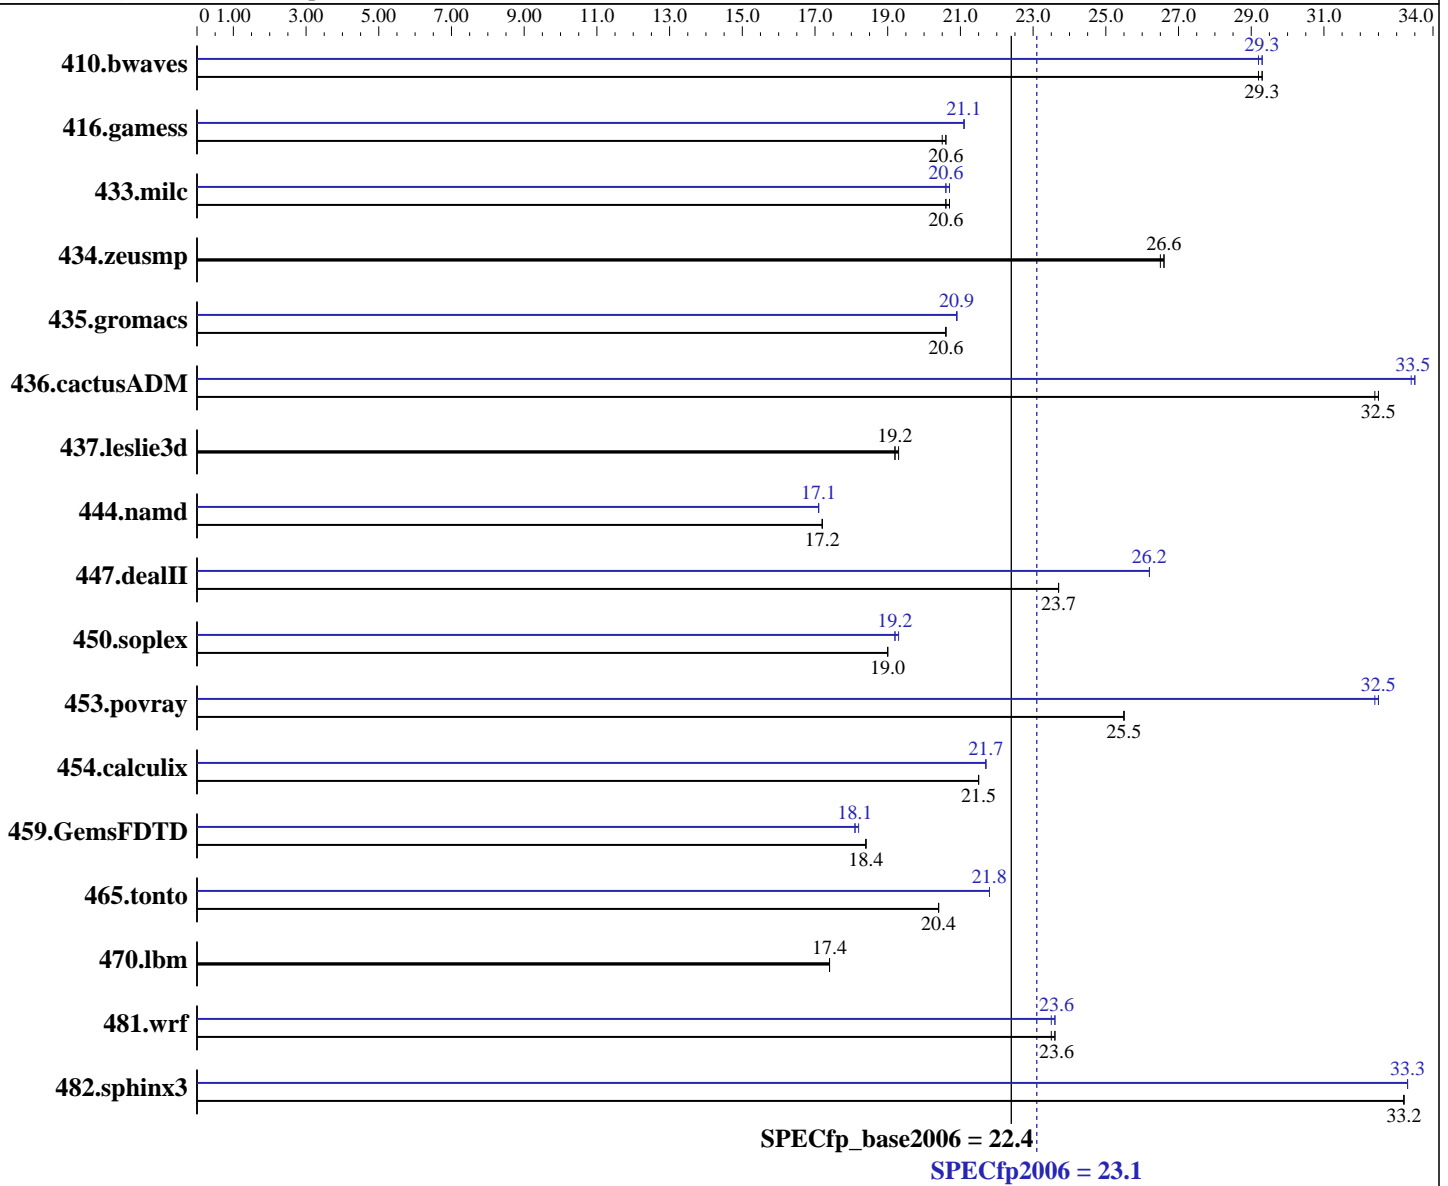 0 1.00 3.00 5.00 7.00 9.00 11.0 13.0 15.0 17.0 19.0 21.0 23.0 25.0 27.0 29.0 31.0 34.0
29.3
410.bwaves
29.3
21.1
416.gamess
20.6
20.6
433.milc
20.6
26.6
434.zeusmp
20.9
435.gromacs
20.6
33.5
436.cactusADM
32.5
19.2
437.leslie3d
17.1
444.namd
17.2
26.2
447.dealII
23.7
19.2
450.soplex
19.0
32.5
453.povray
25.5
21.7
454.calculix
21.5
18.1
459.GemsFDTD
18.4
21.8
465.tonto
20.4
17.4
470.lbm
23.6
481.wrf
23.6
33.3
482.sphinx3
33.2
SPECfp_base2006 = 22.4
SPECfp2006 = 23.1